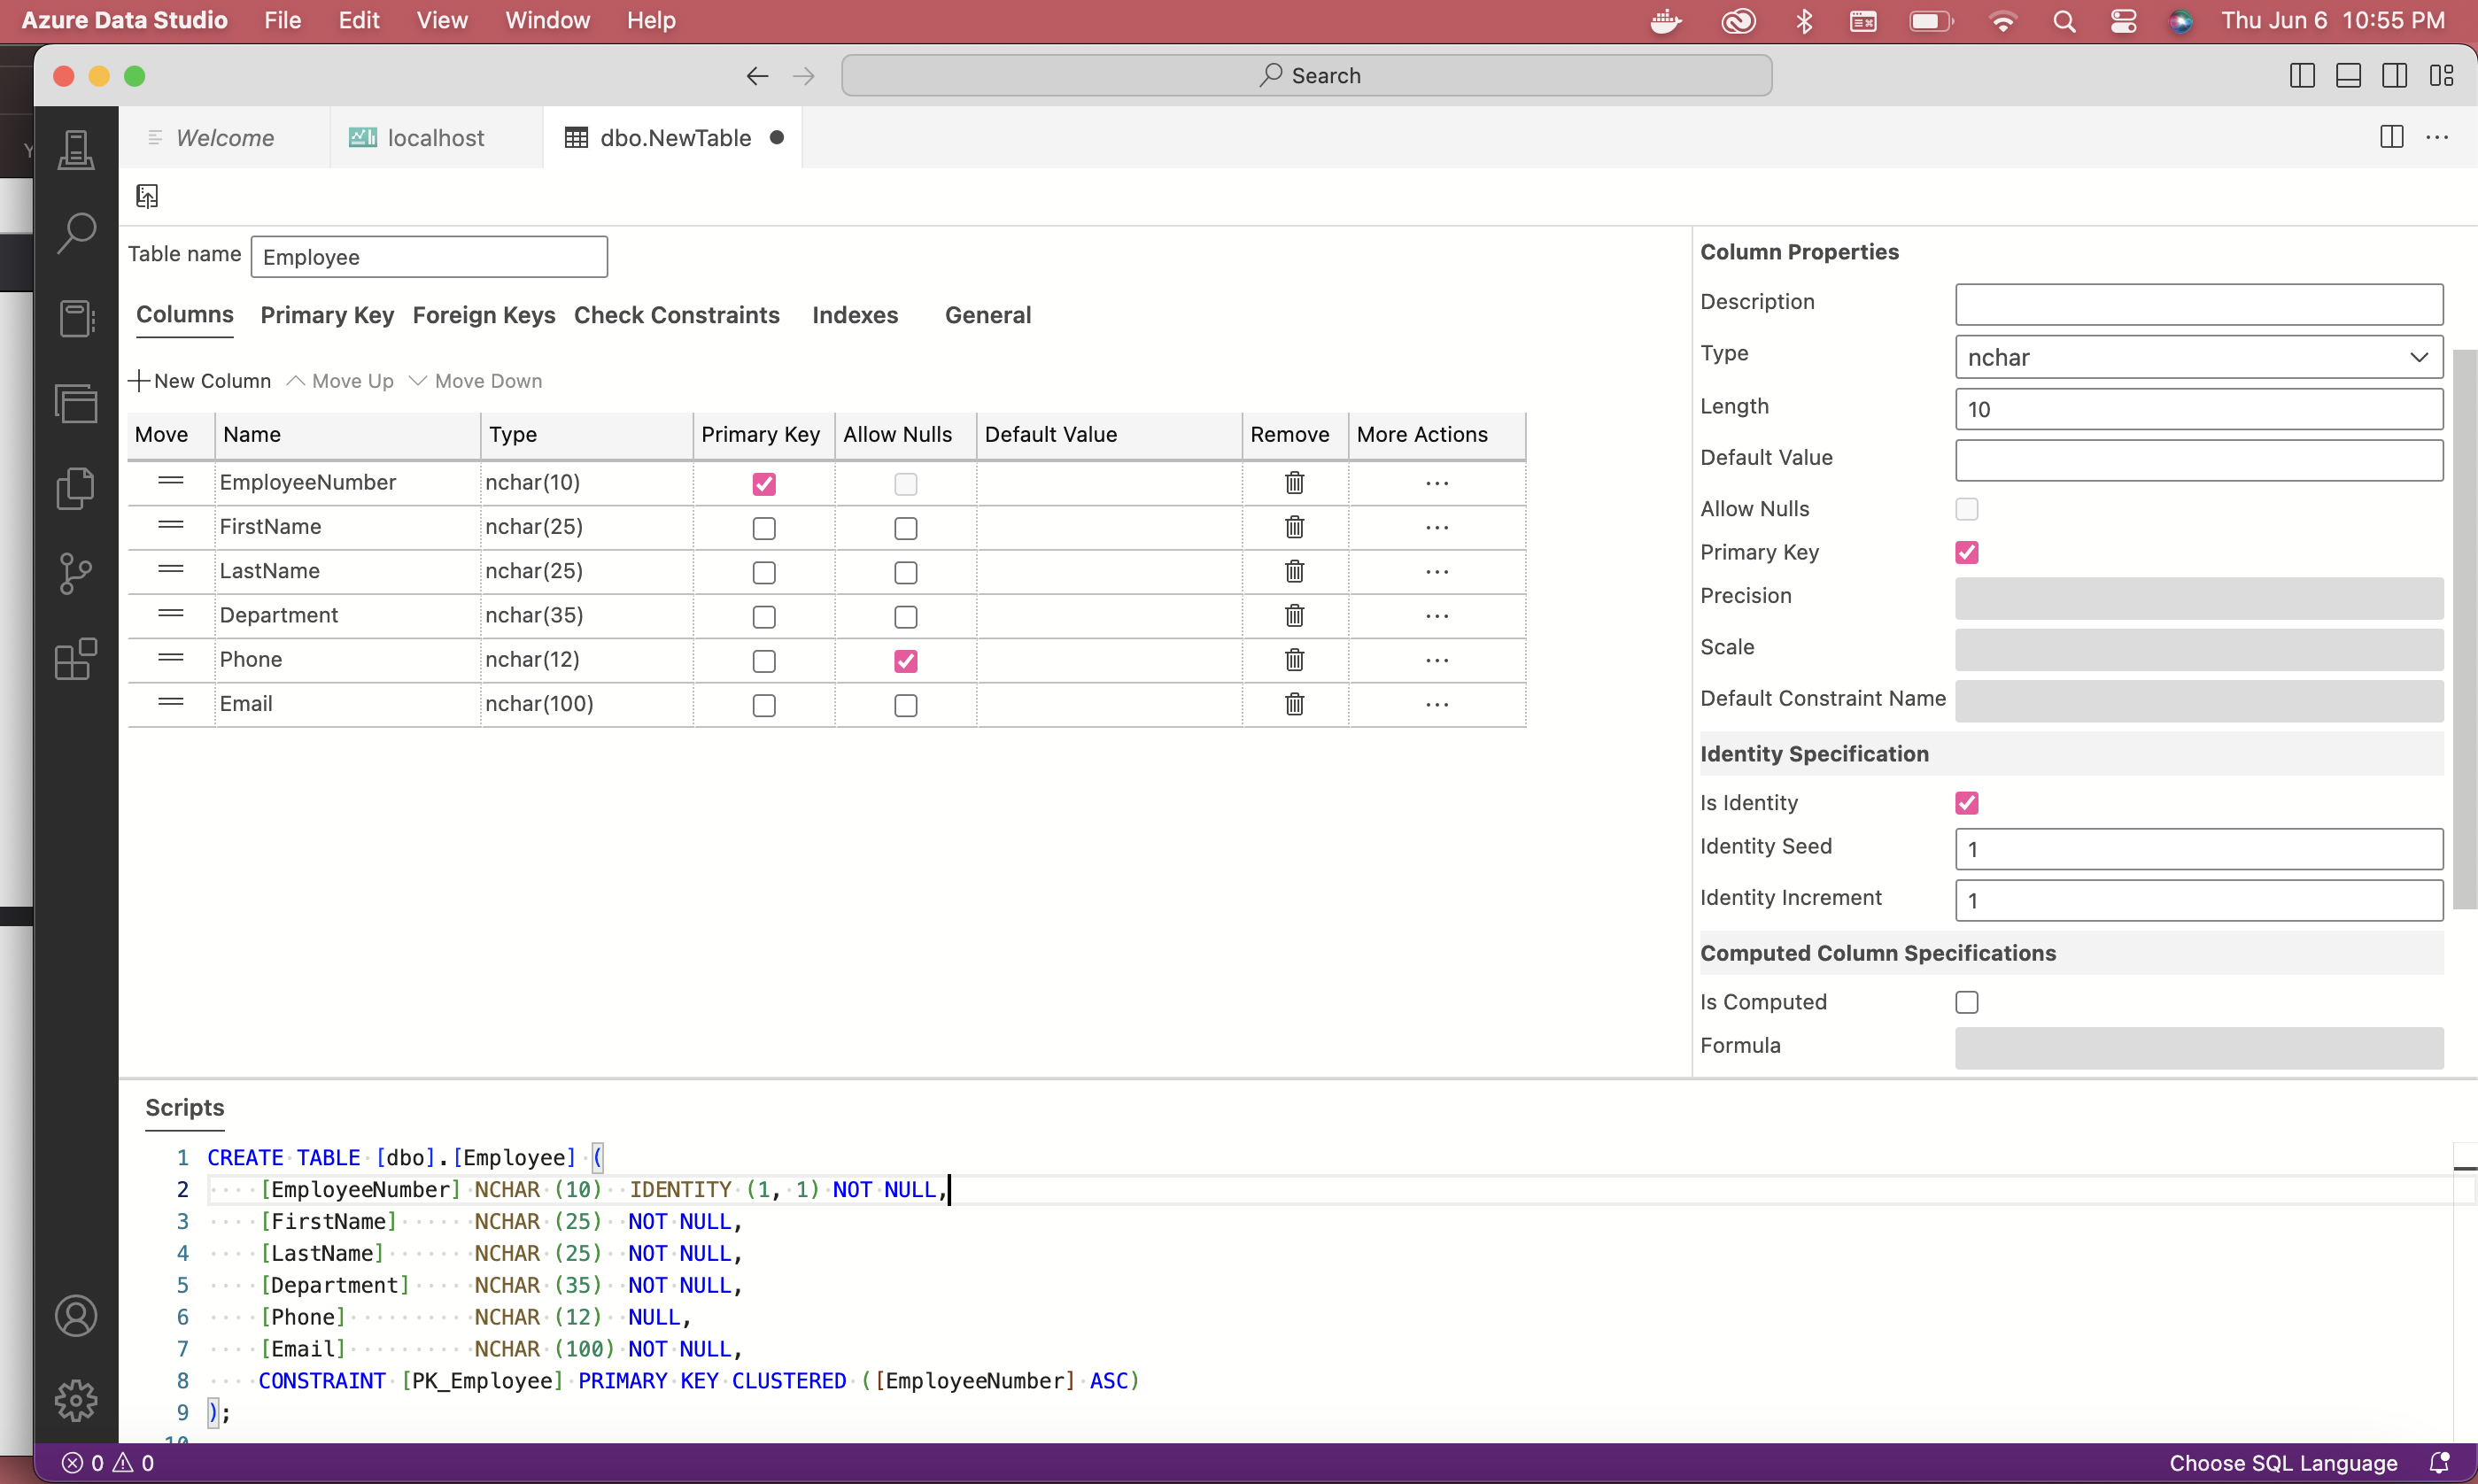 Azure Data Studio File Edit View Window Help Thu Jun 6 10:55 PM
Search
Welcome localhost dbo.NewTable
Table name Employee
Columns Primary Key Foreign Keys Check Constraints Indexes General
New Column Move Up Move Down
Move Name Type Primary Key Allow Nulls Default Value Remove More Actions
EmployeeNumber nchar(10)
FirstName nchar(25)
LastName nchar(25)
Department nchar(35)
Phone nchar(12)
Email nchar(100)
Column Properties
Description
Type nchar
Length 10
Default Value
Allow Nulls
Primary Key
Precision
Scale
Default Constraint Name
Identity Specification
Is Identity
Identity Seed 1
Identity Increment 1
Computed Column Specifications
Is Computed
Formula
Scripts
1 CREATE TABLE [dbo].[Employee] (
2 [EmployeeNumber] NCHAR (10) IDENTITY (1, 1) NOT NULL,
3 [FirstName] NCHAR (25) NOT NULL,
4 [LastName] NCHAR (25) NOT NULL,
5 [Department] NCHAR (35) NOT NULL,
6 [Phone] NCHAR (12) NULL,
7 [Email] NCHAR (100) NOT NULL,
8 CONSTRAINT [PK_Employee] PRIMARY KEY CLUSTERED ([EmployeeNumber] ASC)
9 );
10
0 0 Choose SQL Language